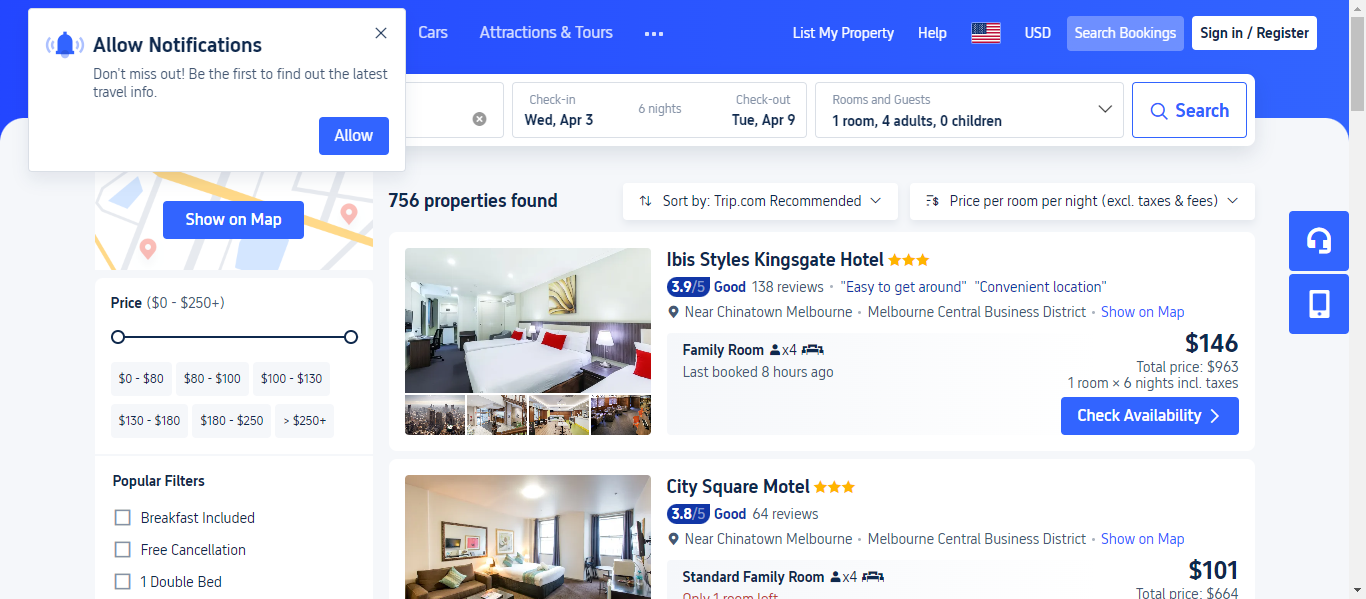 Allow Notifications
Don't miss out! Be the first to find out the latest
travel info.
Allow
Cars
Attractions & Tours
List My Property
Help
USD
Search Bookings
Sign in / Register
Check-in
Wed, Apr 3
6 nights
Check-out
Tue, Apr 9
Rooms and Guests
1 room, 4 adults, 0 children
Search
Show on Map
756 properties found
Sort by: Trip.com Recommended
Price per room per night (excl. taxes & fees)
Price ($0 - $250+)
$0 - $80
$80 - $100
$100 - $130
$130 - $180
$180 - $250
> $250+
Popular Filters
Breakfast Included
Free Cancellation
1 Double Bed
Ibis Styles Kingsgate Hotel
3.9/5 Good 138 reviews • "Easy to get around" "Convenient location"
Near Chinatown Melbourne • Melbourne Central Business District • Show on Map
Family Room x4
Last booked 8 hours ago
$146
Total price: $963
1 room × 6 nights incl. taxes
Check Availability
City Square Motel
3.8/5 Good 64 reviews
Near Chinatown Melbourne • Melbourne Central Business District • Show on Map
Standard Family Room x4
Only 1 room left
$101
Total price: $664